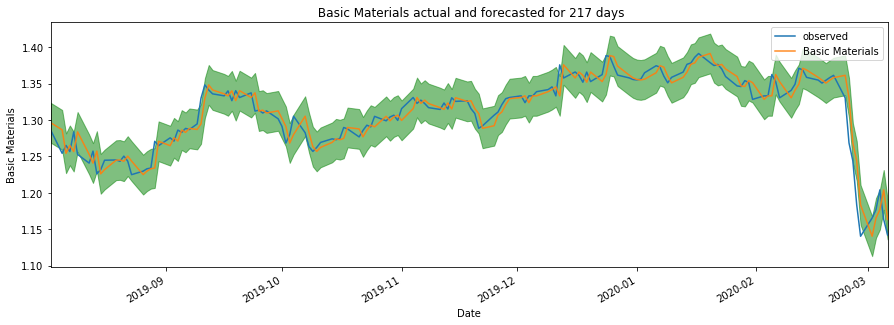 Basic Materials actual and forecasted for 217 days
observed
Basic Materials
Basic Materials
1.40
1.35
1.30
1.25
1.20
1.15
1.10
2019-09
2019-10
2019-11
2019-12
2020-01
2020-02
2020-03
Date